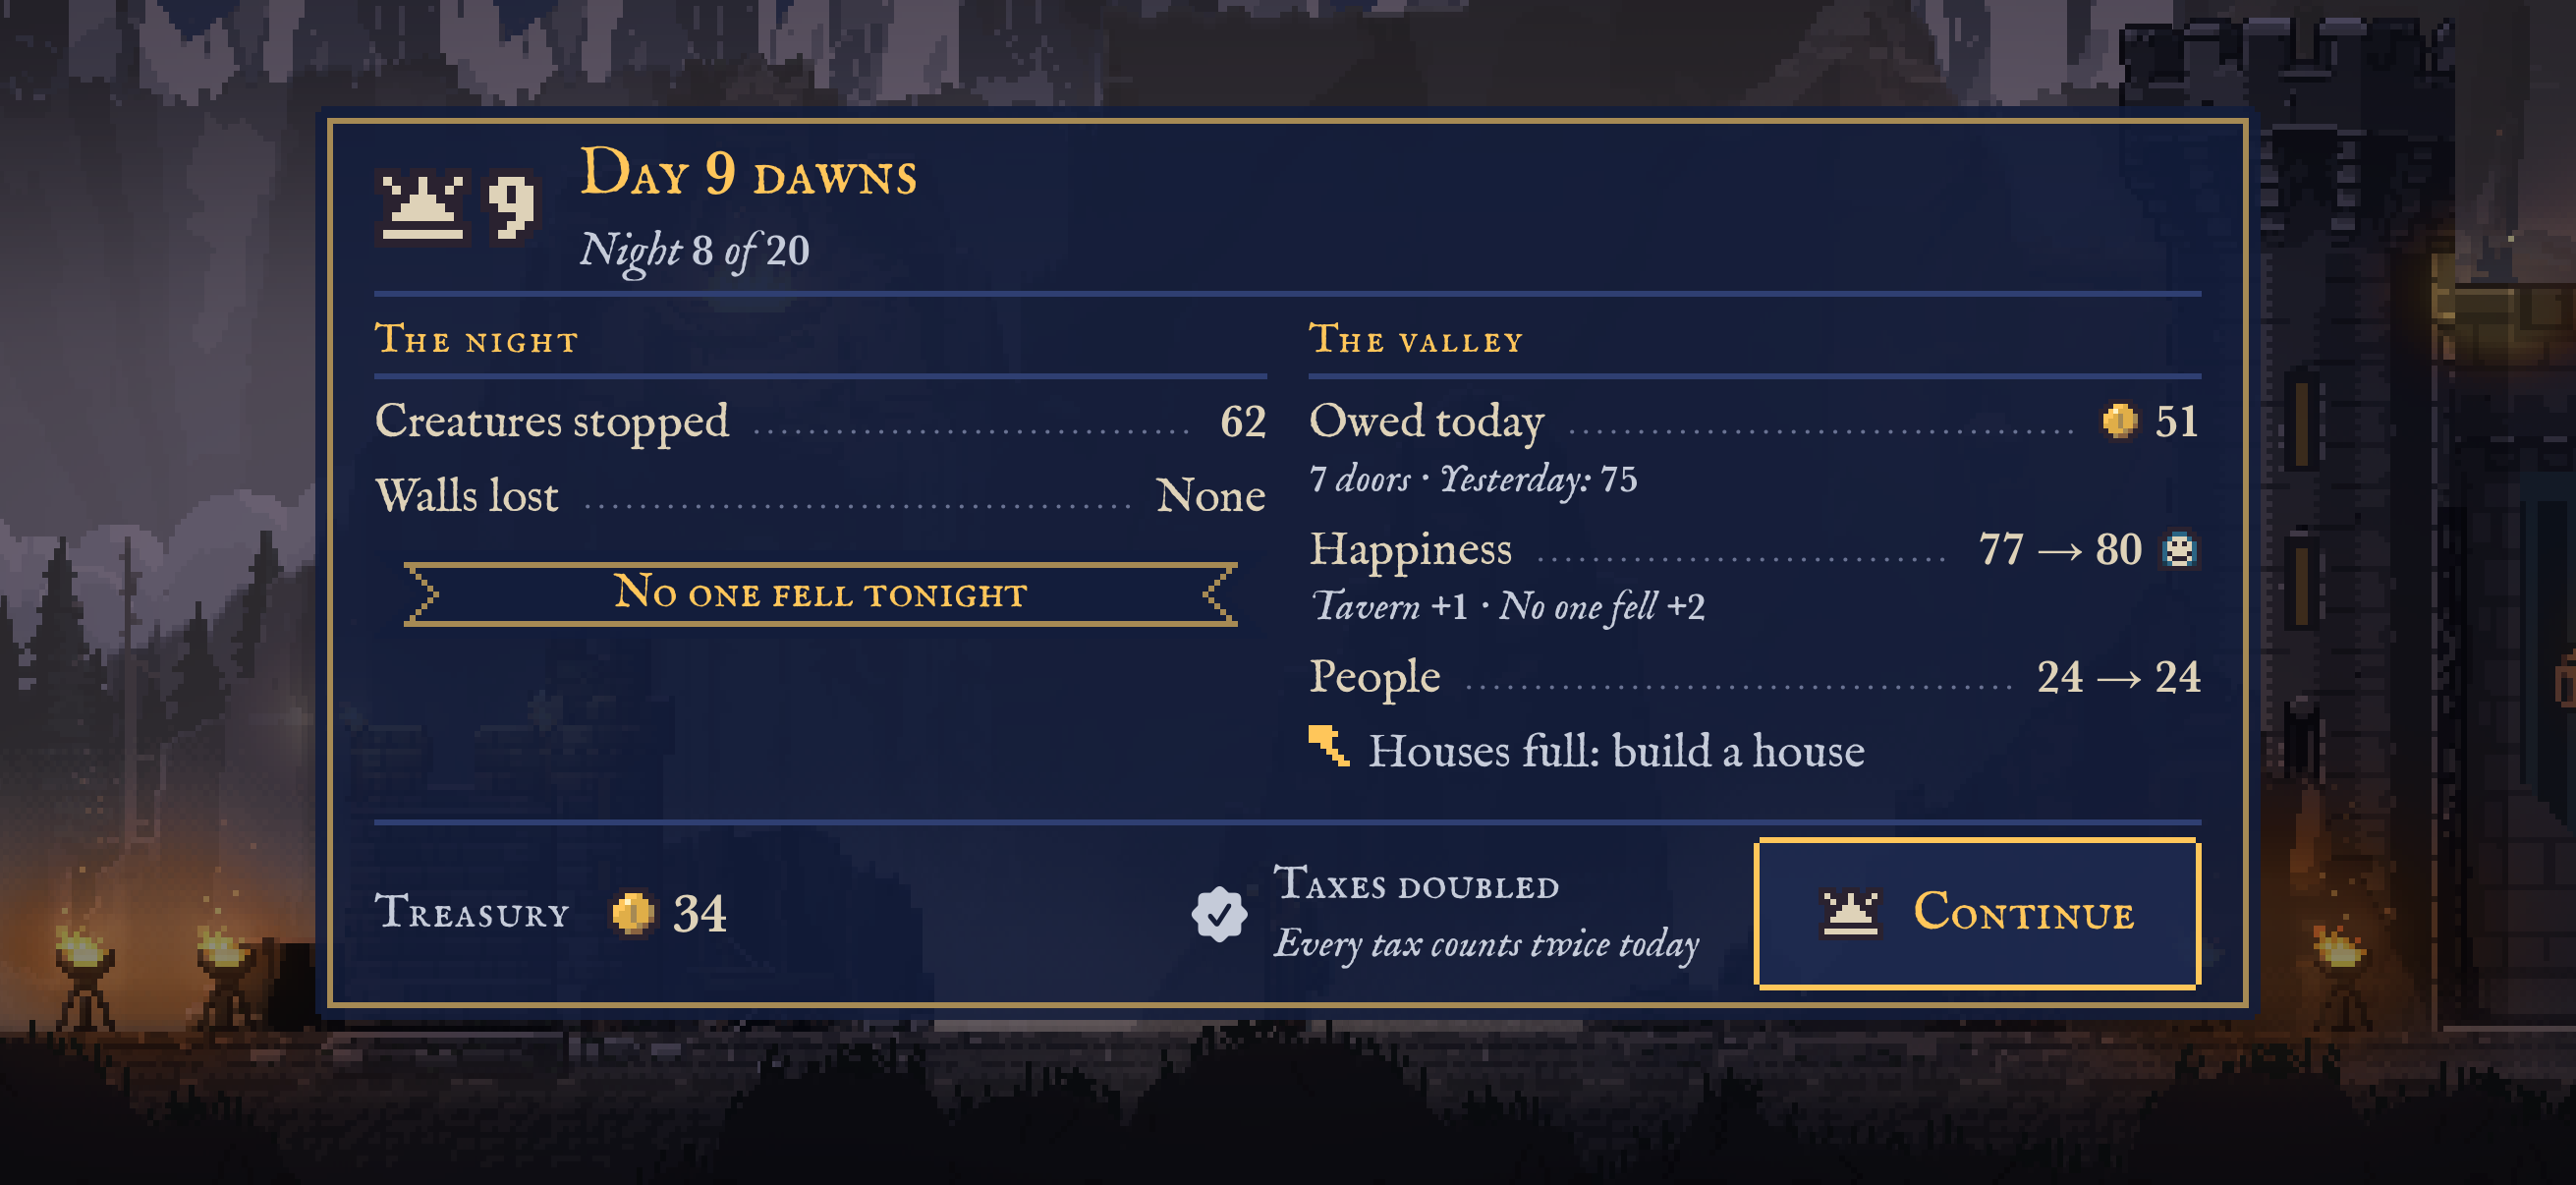 9
Day 9 dawns
Night 8 of 20
The night
Creatures stopped 62
Walls lost None
No one fell tonight
The valley
Owed today 51
7 doors · Yesterday: 75
Happiness 77 → 80
Tavern +1 · No one fell +2
People 24 → 24
Houses full: build a house
Treasury 34
Taxes doubled
Every tax counts twice today
Continue